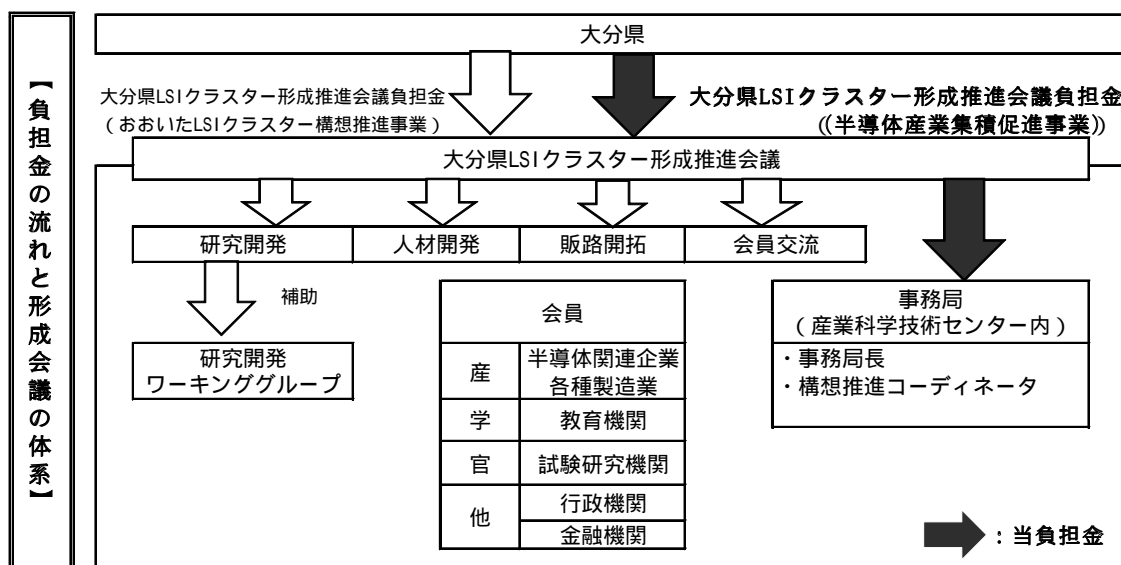 【負担金の流れと形成会議の体系】
大分県
大分県LSIクラスター形成推進会議負担金
(おおいたLSIクラスター構想推進事業)
大分県LSIクラスター形成推進会議負担金
((半導体産業集積促進事業))
大分県LSIクラスター形成推進会議
研究開発
人材開発
販路開拓
会員交流
補助
研究開発
ワーキンググループ
会員
産
半導体関連企業
各種製造業
学
教育機関
官
試験研究機関
他
行政機関
金融機関
事務局
(産業科学技術センター内)
・事務局長
・構想推進コーディネータ
:当負担金